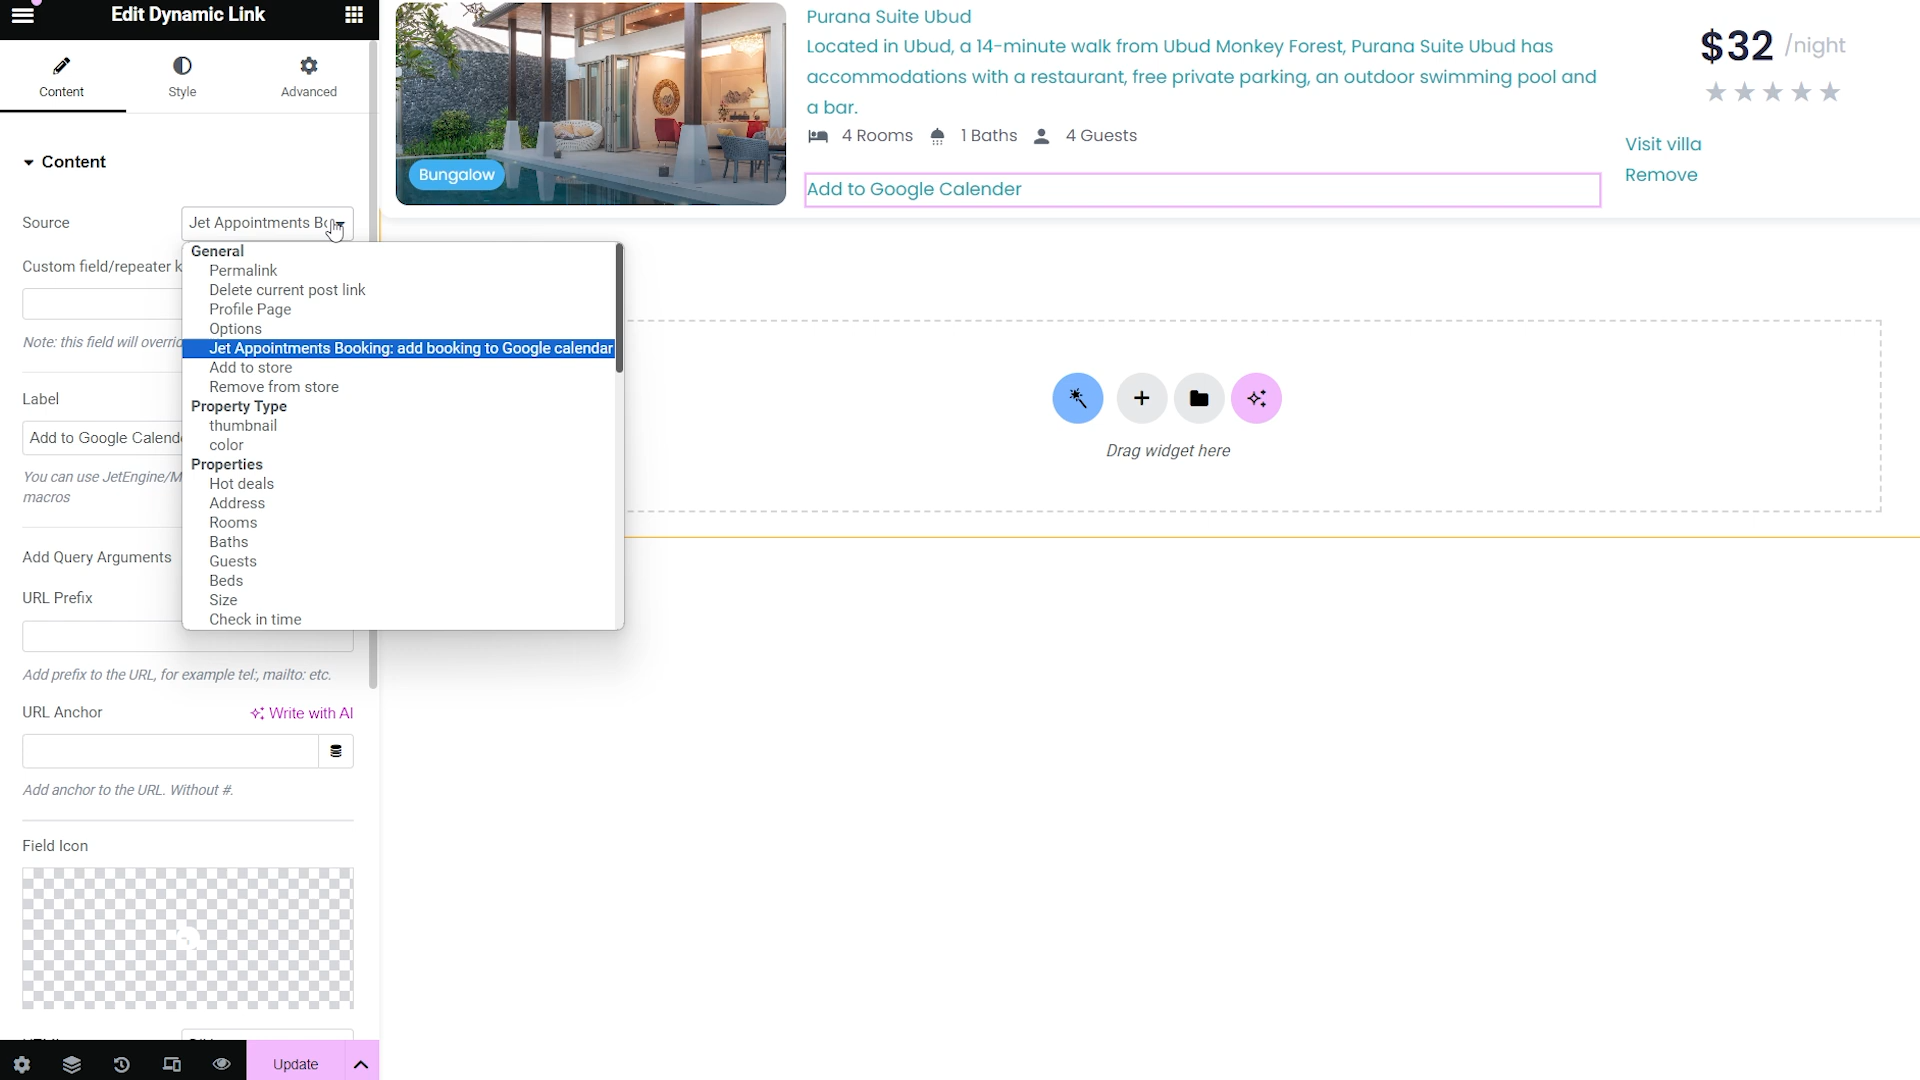 Edit Dynamic Link
Content
Style
Advanced
Content
Source
Jet Appointments Bo
General
Permalink
Delete current post link
Profile Page
Options
Jet Appointments Booking: add booking to Google calendar
Add to store
Remove from store
Property Type
thumbnail
color
Properties
Hot deals
Address
Rooms
Baths
Guests
Beds
Size
Check in time
Custom field/repeater k
Note: this field will overrid
Label
Add to Google Calende
You can use JetEngine/M
macros
Add Query Arguments
URL Prefix
Add prefix to the URL, for example tel:, mailto: etc.
URL Anchor
Write with AI
Add anchor to the URL. Without #.
Field Icon
Update
Bungalow
Purana Suite Ubud
Located in Ubud, a 14-minute walk from Ubud Monkey Forest, Purana Suite Ubud has
accommodations with a restaurant, free private parking, an outdoor swimming pool and
a bar.
4 Rooms
1 Baths
4 Guests
Add to Google Calender
$32 /night
Visit villa
Remove
Drag widget here